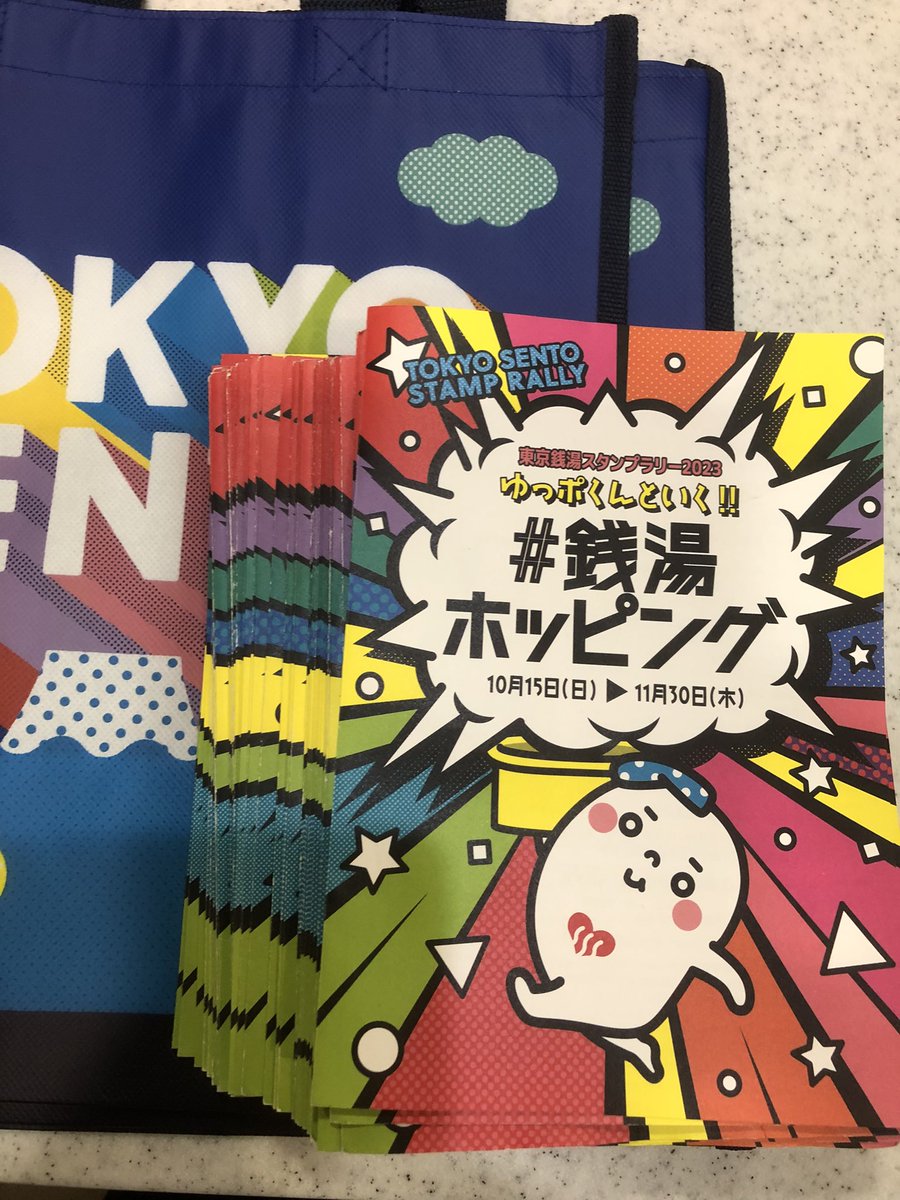 OKYO
EN
TOKYO SENTO
STAMP RALLY
東京銭湯スタンプラリー2023
ゆっポくんといく!!
#銭湯
ホッピング
10月15日(日)▶11月30日(木)